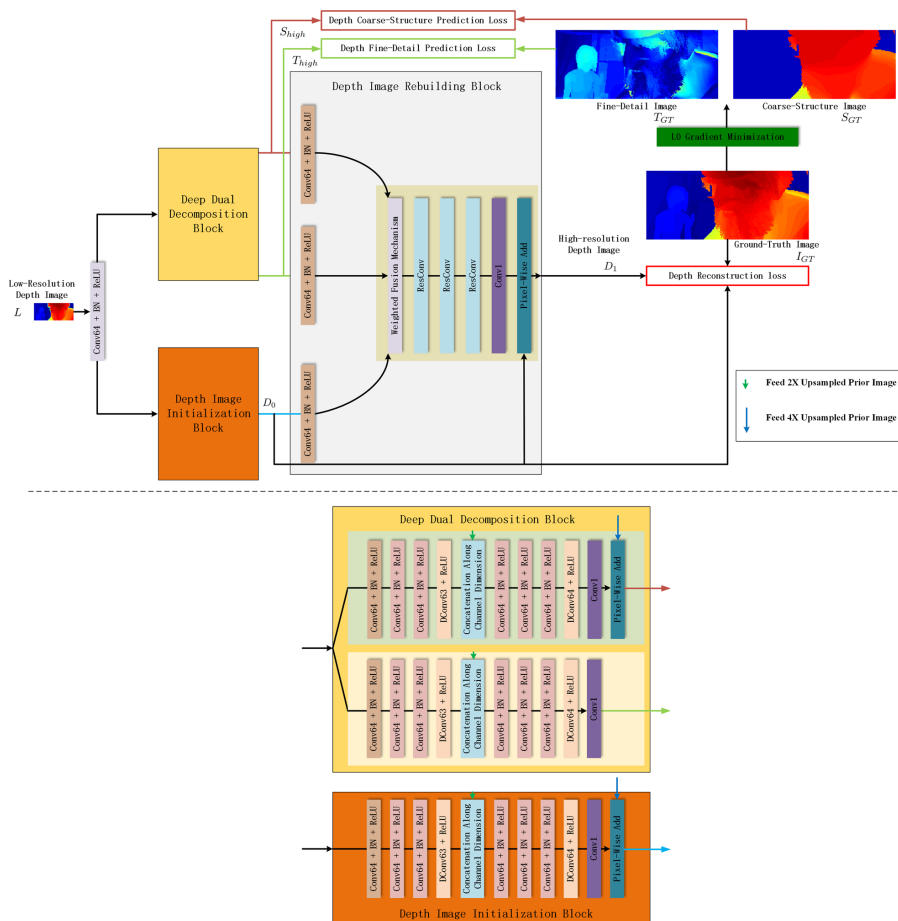 Depth Coarse-Structure Prediction Loss
S_high
Depth Fine-Detail Prediction Loss
T_high
Depth Image Rebuilding Block
Fine-Detail Image
T_GT
Coarse-Structure Image
S_GT
L0 Gradient Minimization
Conv64 + BN + ReLU
Deep Dual
Decomposition
Block
Weighted Fusion Mechanism
ResConv
ResConv
ResConv
Conv1
Pixel-Wise Add
Conv64 + BN + ReLU
High-resolution
Depth Image
D_1
Ground-Truth Image
I_GT
Depth Reconstruction loss
Low-Resolution
Depth Image
L
Conv64 + BN + ReLU
Depth Image
Initialization
Block
D_0
Conv64 + BN + ReLU
Feed 2X Upsampled Prior Image
Feed 4X Upsampled Prior Image
Deep Dual Decomposition Block
Conv64 + BN + ReLU
Conv64 + BN + ReLU
Conv64 + BN + ReLU
DConv63 + ReLU
Concatenation Along
Channel Dimension
Conv64 + BN + ReLU
Conv64 + BN + ReLU
Conv64 + BN + ReLU
DConv64 + ReLU
Conv1
Pixel-Wise Add
Conv64 + BN + ReLU
Conv64 + BN + ReLU
Conv64 + BN + ReLU
DConv63 + ReLU
Concatenation Along
Channel Dimension
Conv64 + BN + ReLU
Conv64 + BN + ReLU
Conv64 + BN + ReLU
DConv64 + ReLU
Conv1
Conv64 + BN + ReLU
Conv64 + BN + ReLU
Conv64 + BN + ReLU
DConv63 + ReLU
Concatenation Along
Channel Dimension
Conv64 + BN + ReLU
Conv64 + BN + ReLU
Conv64 + BN + ReLU
DConv64 + ReLU
Conv1
Pixel-Wise Add
Depth Image Initialization Block